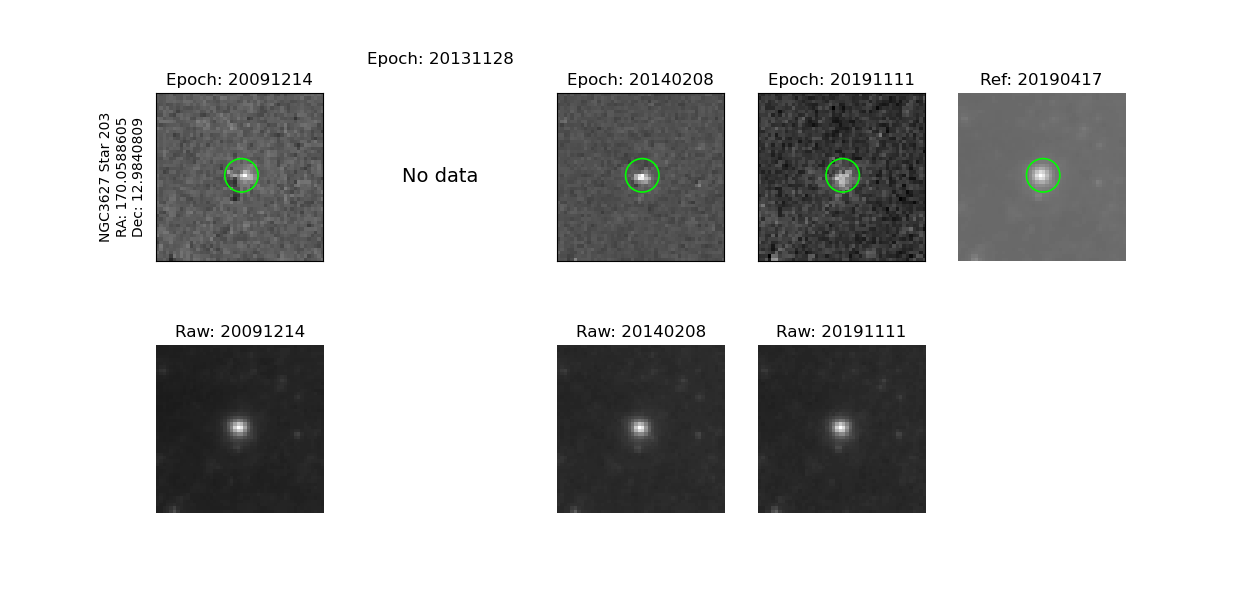 Epoch: 20131128
Epoch: 20091214
Epoch: 20140208
Epoch: 20191111
Ref: 20190417
NGC3627 Star 203
RA: 170.0588605
Dec: 12.9840809
No data
Raw: 20091214
Raw: 20140208
Raw: 20191111